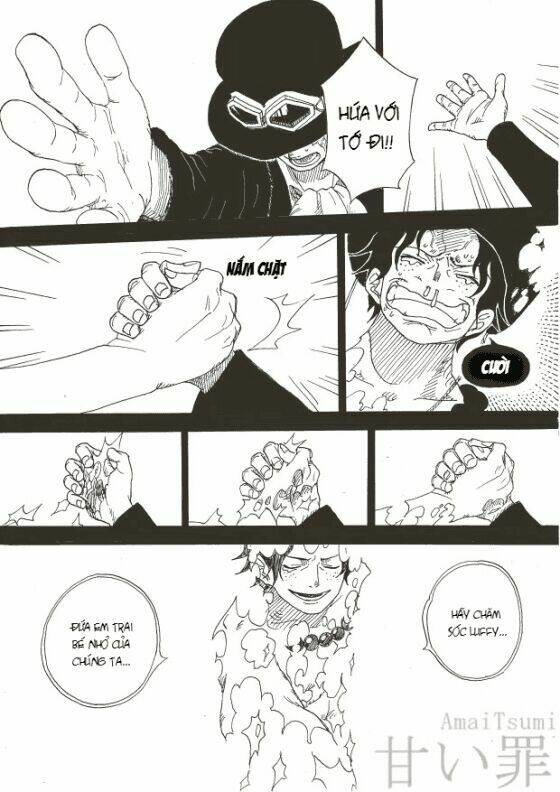 HỨA VỚI
TỚ ĐI!!
NẮM CHẶT
CƯỜI
HÃY CHĂM
SÓC LUFFY...
ĐỨA EM TRAI
BÉ NHỎ CỦA
CHÚNG TA...
AmaiTsumi
甘い罪